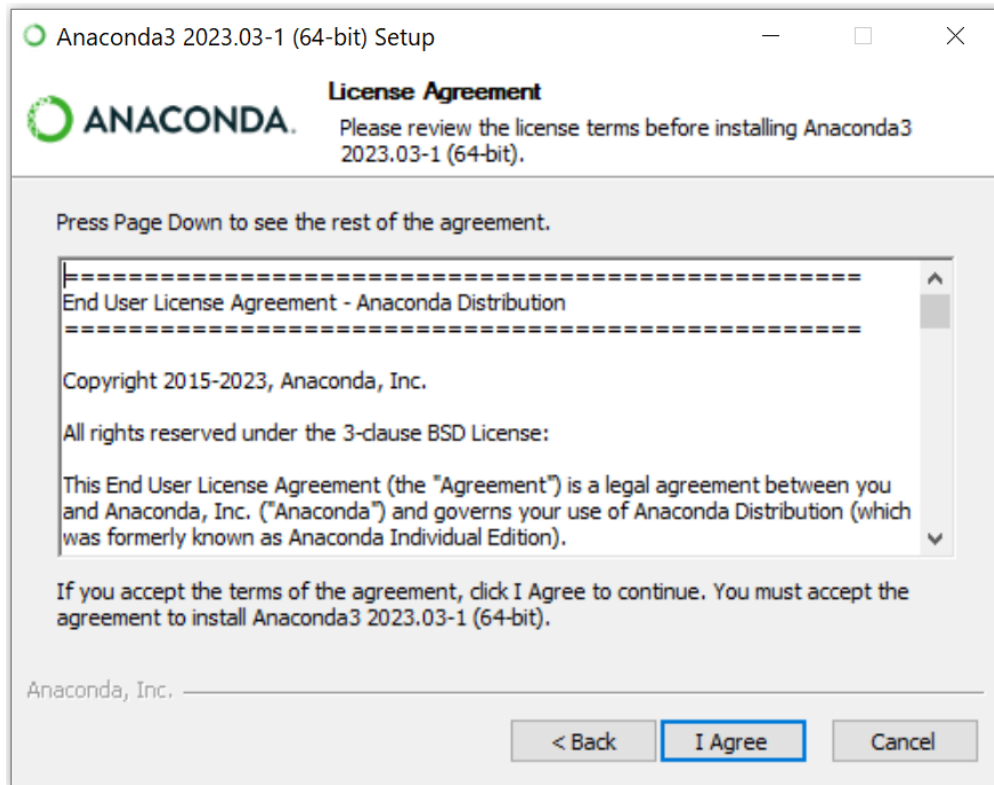 Anaconda3 2023.03-1 (64-bit) Setup
ANANCONDA.
License Agreement
Please review the license terms before installing Anaconda3
2023.03-1 (64-bit).
Press Page Down to see the rest of the agreement.
==================================================
End User License Agreement - Anaconda Distribution
==================================================
Copyright 2015-2023, Anaconda, Inc.
All rights reserved under the 3-clause BSD License:
This End User License Agreement (the "Agreement") is a legal agreement between you
and Anaconda, Inc. ("Anaconda") and governs your use of Anaconda Distribution (which
was formerly known as Anaconda Individual Edition).
If you accept the terms of the agreement, click I Agree to continue. You must accept the
agreement to install Anaconda3 2023.03-1 (64-bit).
Anaconda, Inc.
< Back
I Agree
Cancel